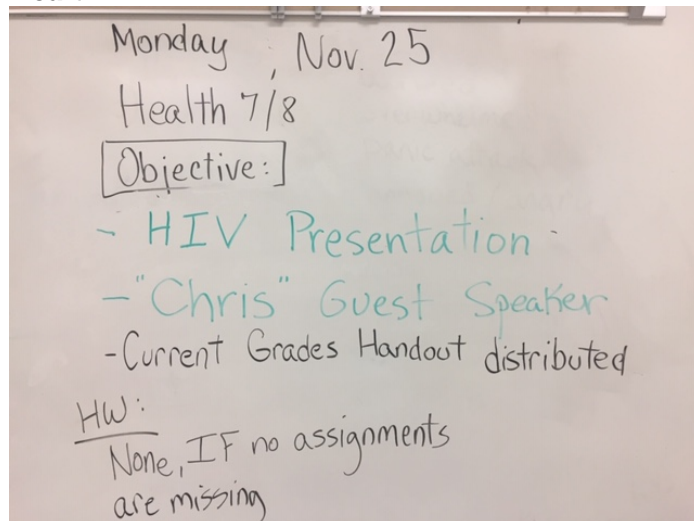 Monday , Nov. 25
Health 7/8
Objective:
- HIV Presentation
- "Chris" Guest Speaker
- Current Grades Handout distributed
HW:
None, IF no assignments
are missing